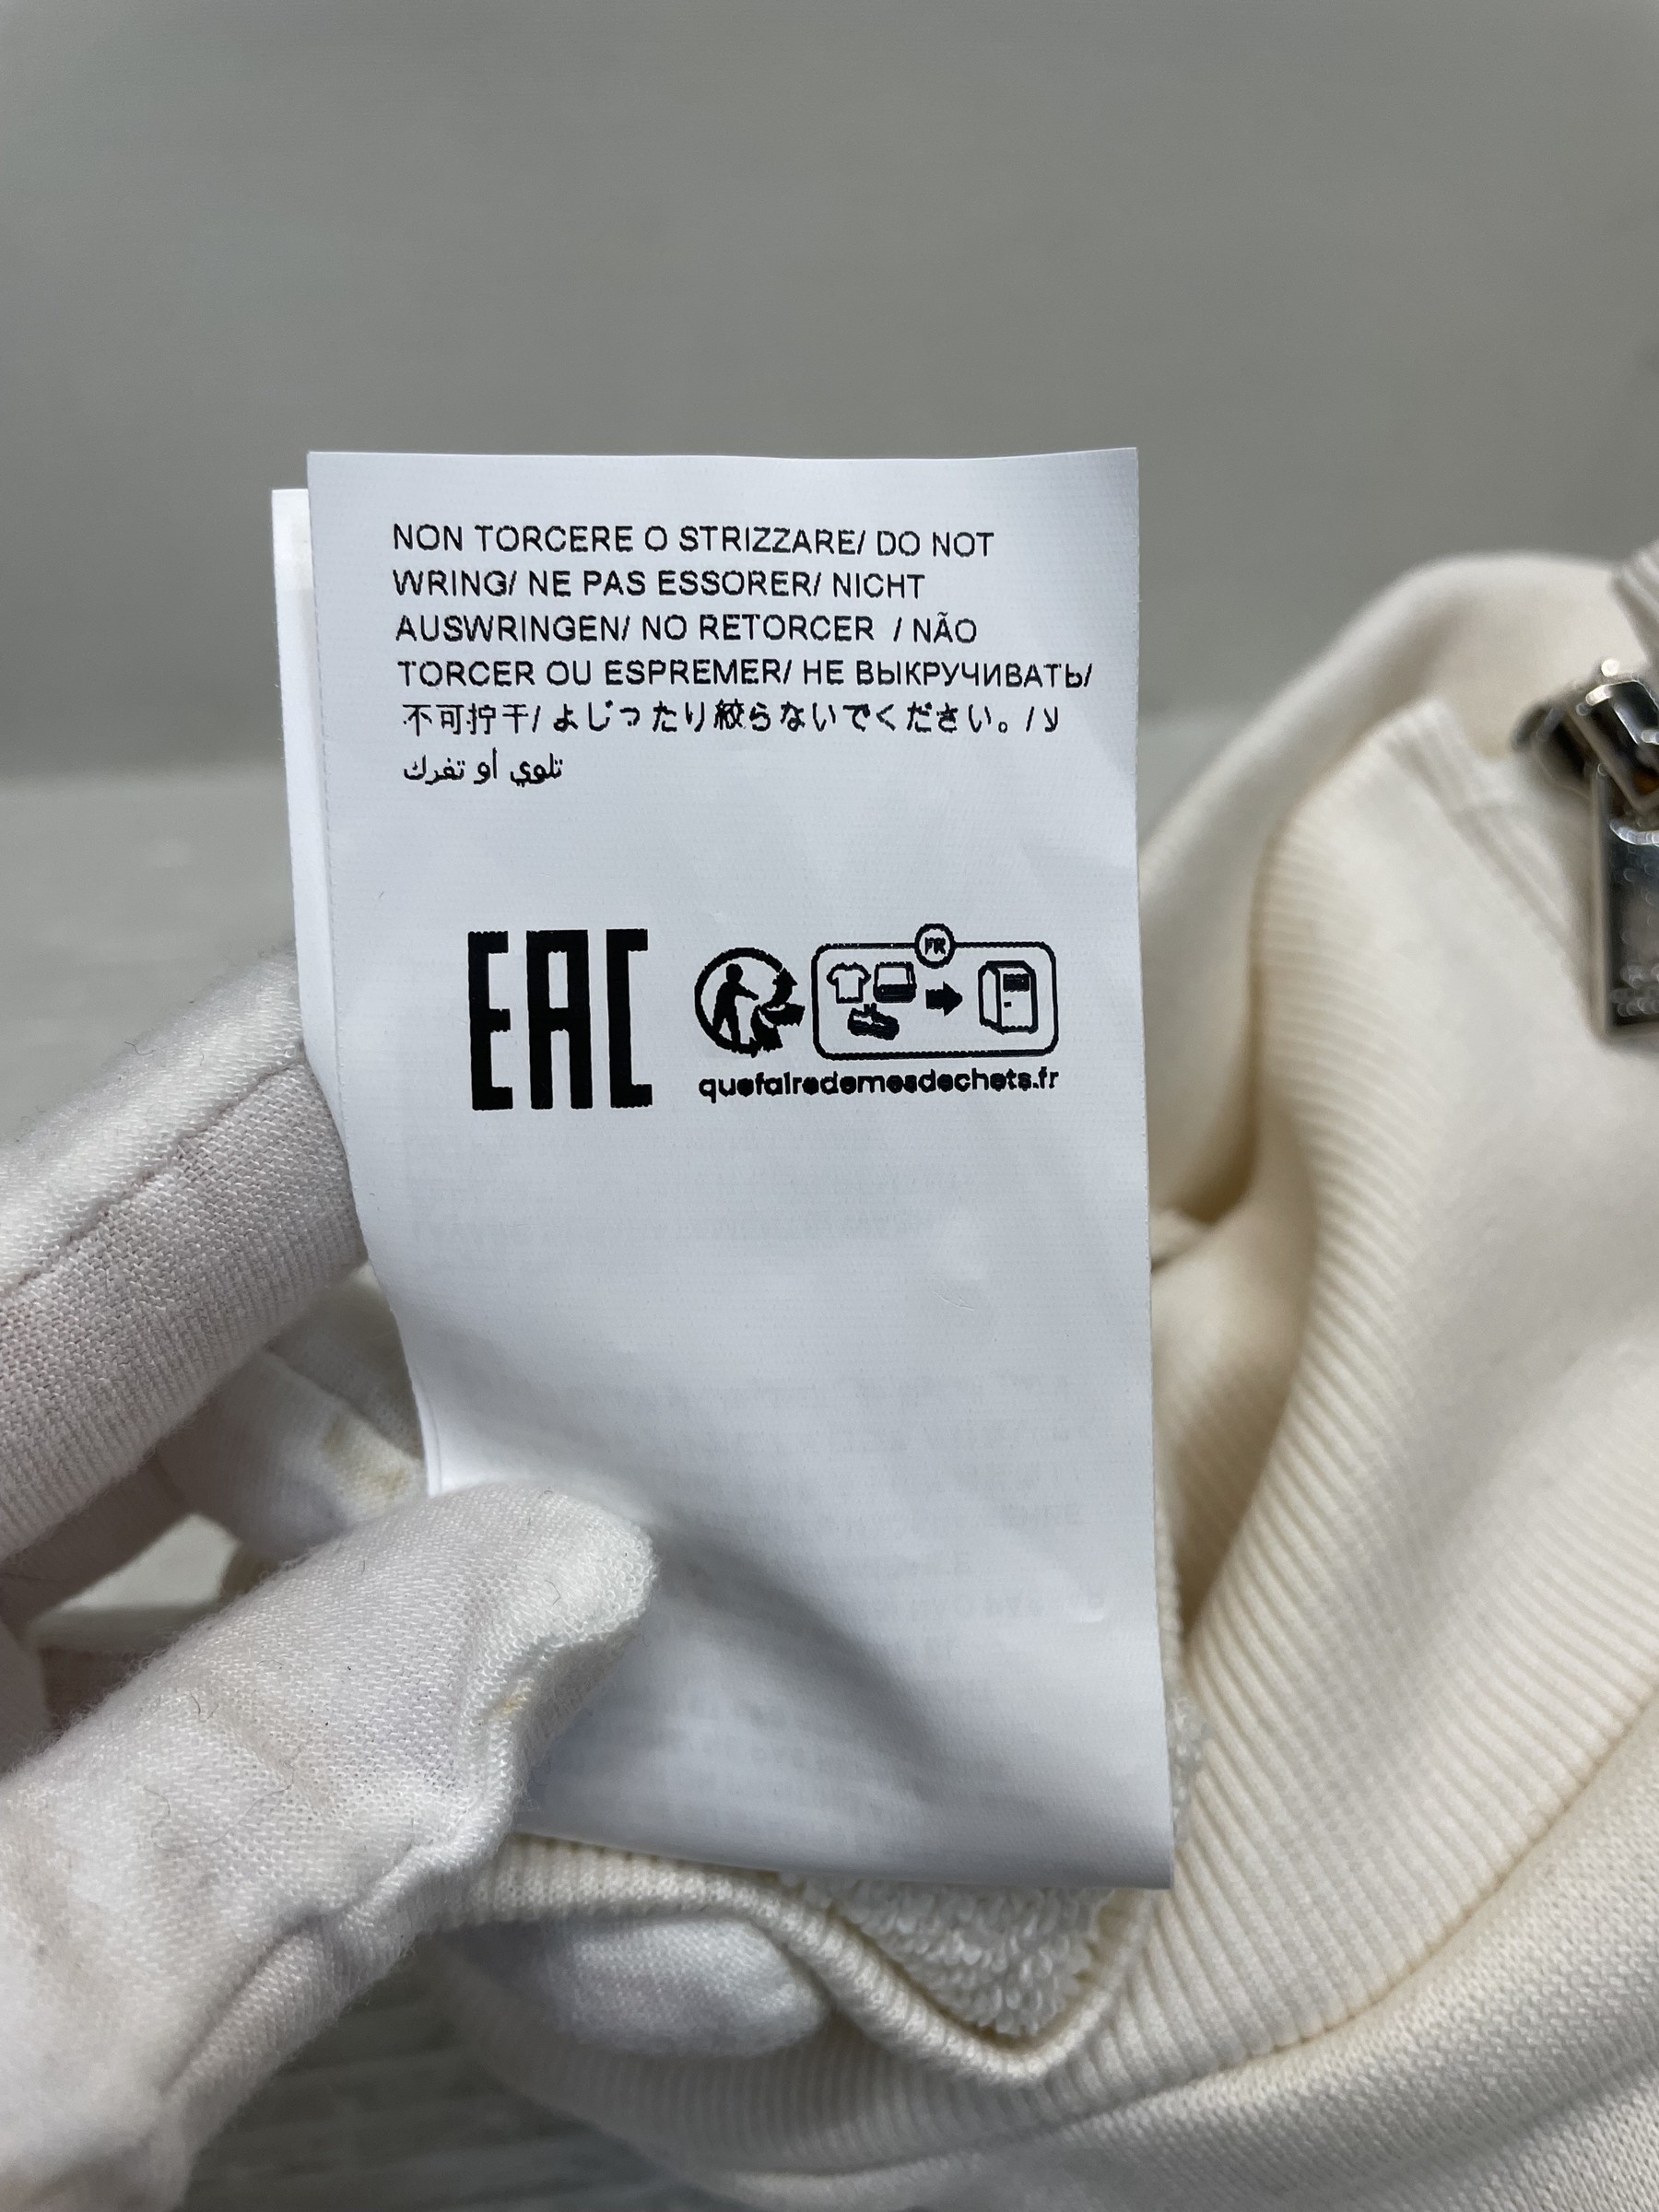 NON TORCERE O STRIZZARE/ DO NOT
WRING/ NE PAS ESSORER/ NICHT
AUSWRINGEN/ NO RETORCER / NÃO
TORCER OU ESPREMER/ НЕ ВЫКРУЧИВАТЬ/
不可拧干/ よじったり絞らないでください。/ لا
تلوي أو تفرك
FR
EAC
quefairedemesdechets.fr